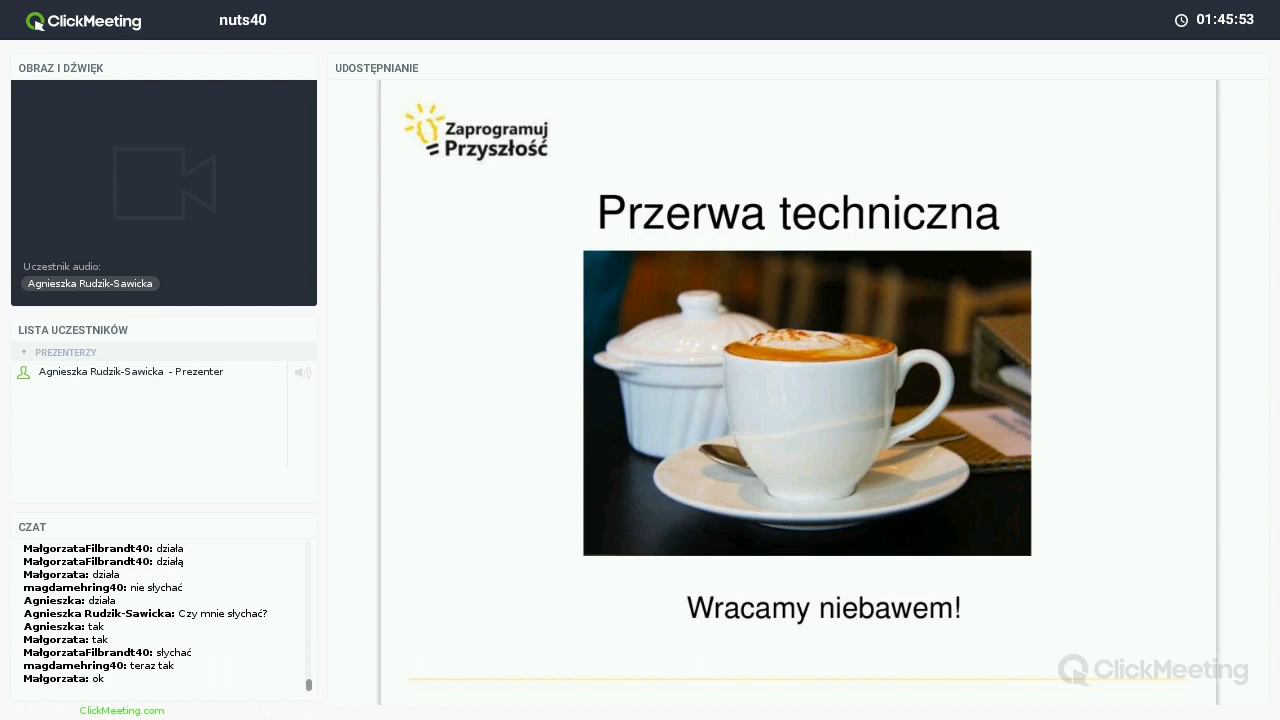 ClickMeeting
nuts40
01:45:53
OBRAZ I DŹWIĘK
Uczestnik audio:
Agnieszka Rudzik-Sawicka
LISTA UCZESTNIKÓW
PREZENTERZY
Agnieszka Rudzik-Sawicka - Prezenter
CZAT
MałgorzataFilbrandt40: działa
MałgorzataFilbrandt40: działą
Małgorzata: działa
magdamehring40: nie słychać
Agnieszka: działa
Agnieszka Rudzik-Sawicka: Czy mnie słychać?
Agnieszka: tak
Małgorzata: tak
MałgorzataFilbrandt40: słychać
magdamehring40: teraz tak
Małgorzata: ok
ClickMeeting.com
UDOSTĘPNIANIE
Zaprogramuj
Przyszłość
Przerwa techniczna
Wracamy niebawem!
ClickMeeting